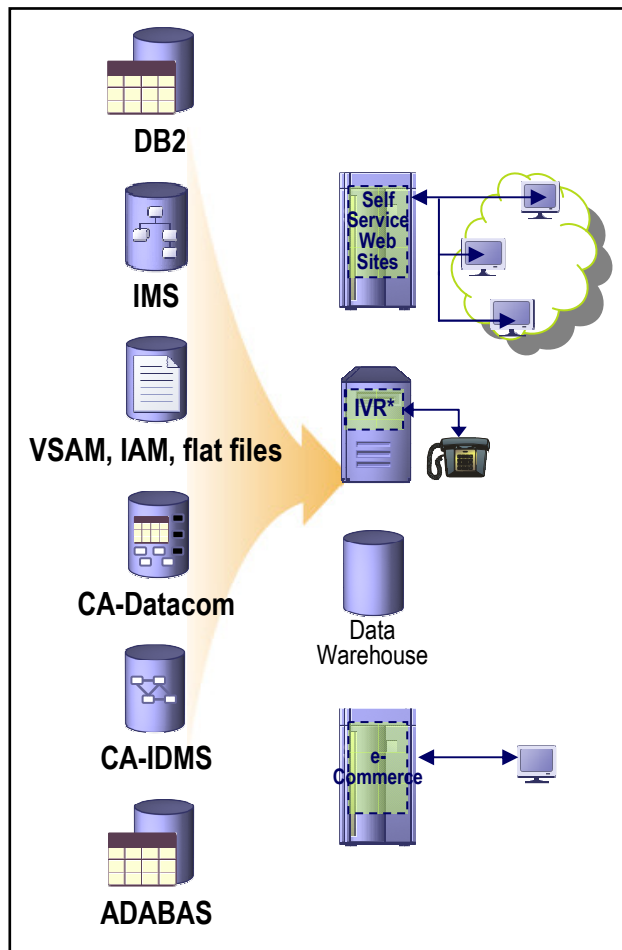 DB2
IMS
VSAM, IAM, flat files
CA-Datacom
CA-IDMS
ADABAS
Self
Service
Web
Sites
IVR*
Data
Warehouse
e-
Commerce